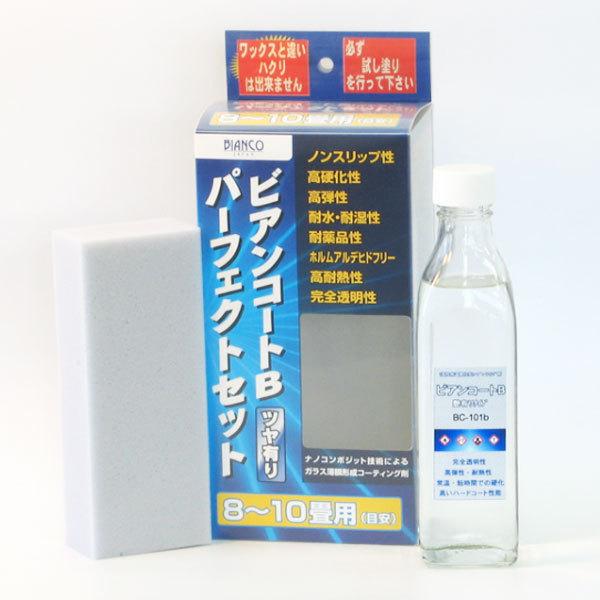 ワックスと違い
ハクリ
は出来ません
必ず
試し塗り
を行って下さい
8～10畳用(目安)
BIANCO
JAPAN
ビアンコートB
パーフェクトセット
ツヤ有り
ノンスリップ性
高硬化性
高弾性
耐水・耐湿性
耐薬品性
ホルムアルデヒドフリー
高耐熱性
完全透明性
ナノコンポジット技術による
ガラス薄膜形成コーティング剤
8～10畳用(目安)
ビアンコートB
BC-101b
完全透明性
高弾性・耐熱性
常温・短時間での硬化
高いハードコート性能